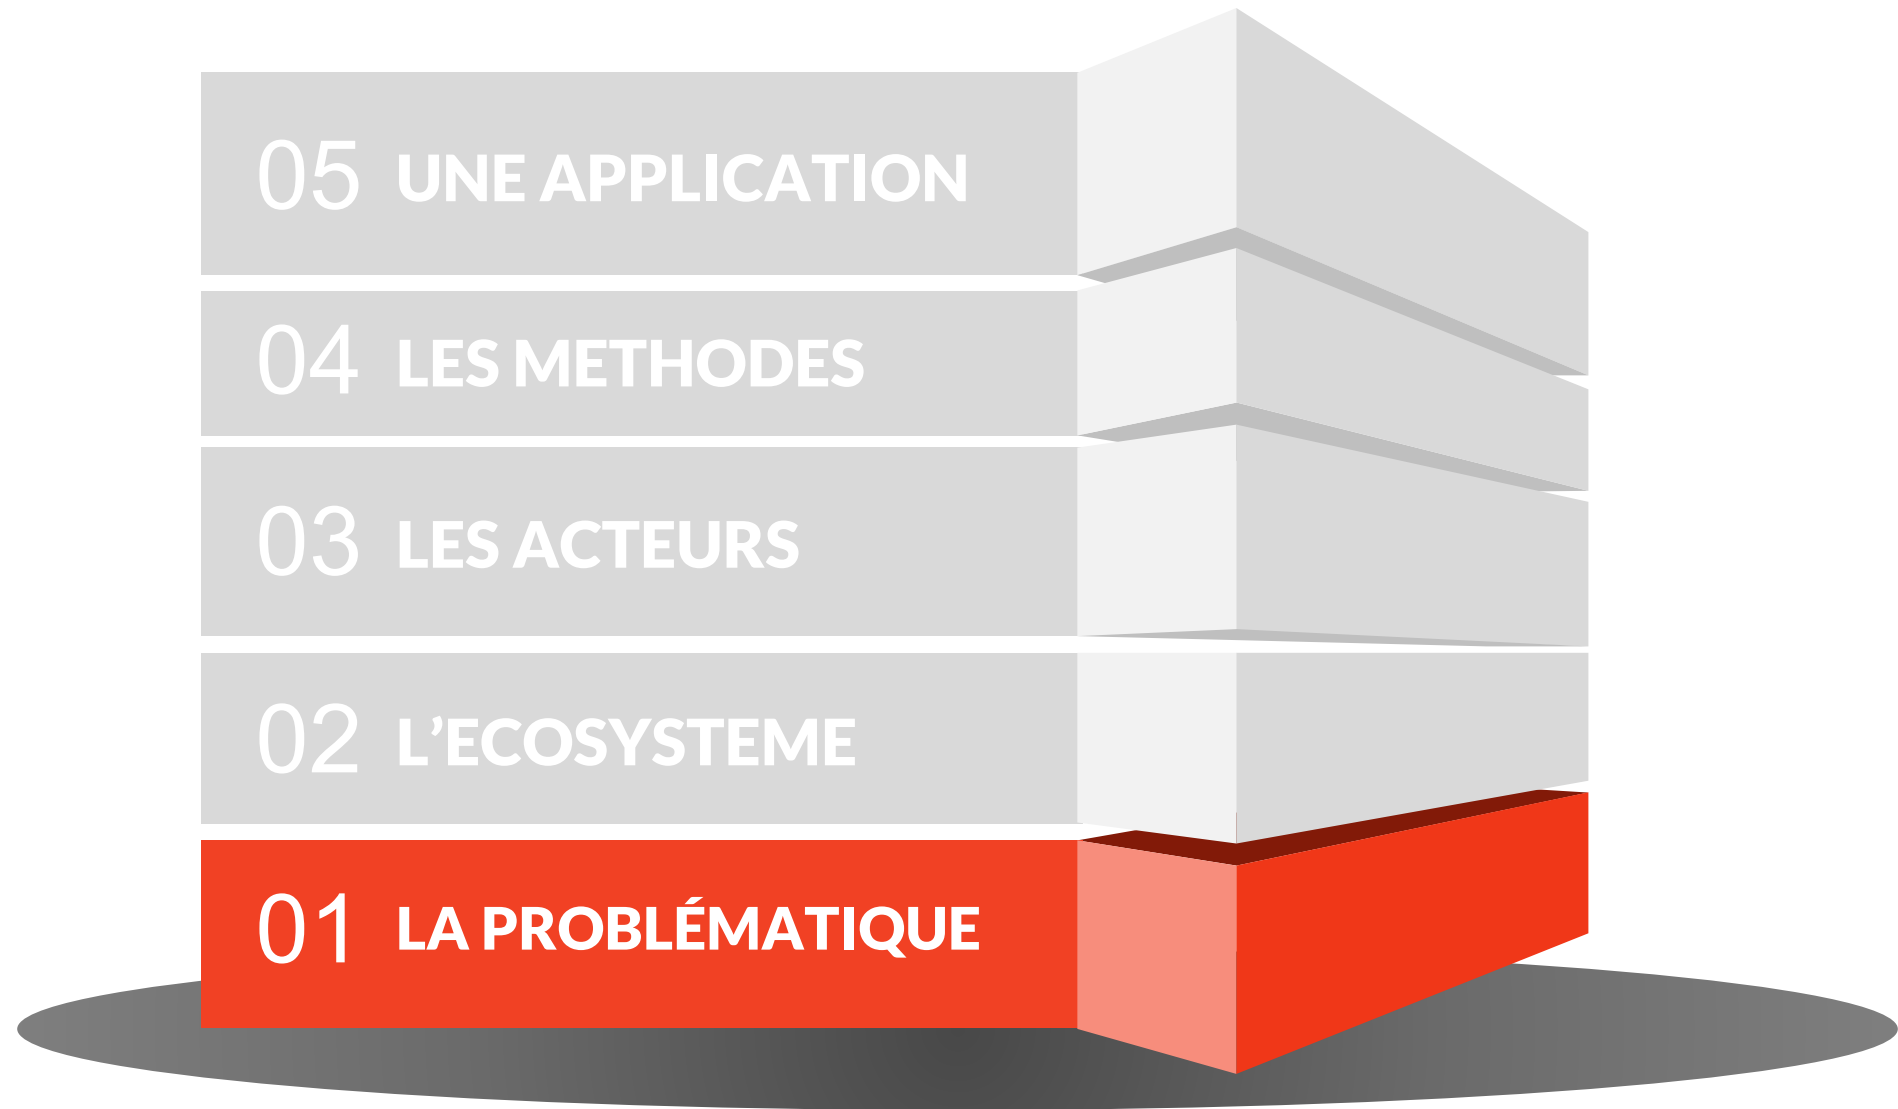 05 UNE APPLICATION
04 LES METHODES
03 LES ACTEURS
02 L’ECOSYSTEME
01 LA PROBLÉMATIQUE